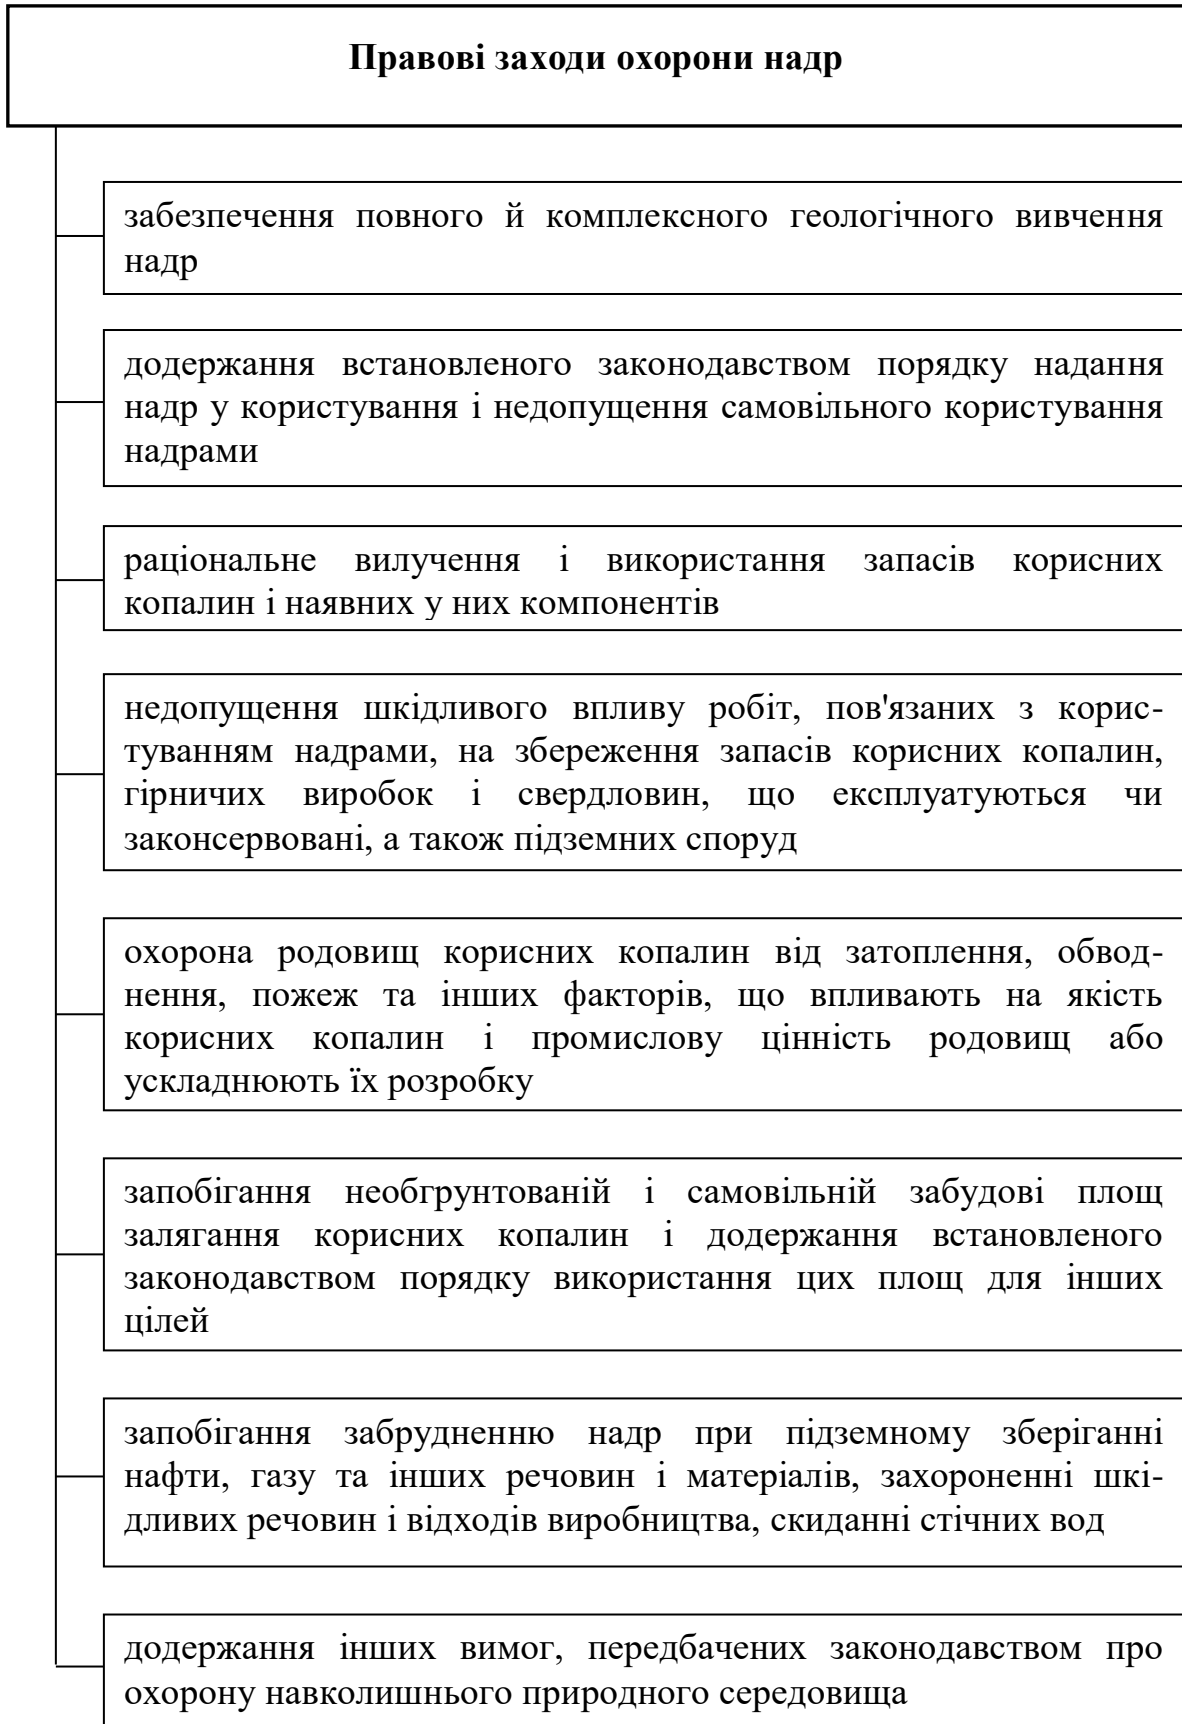 Правові заходи охорони надр
забезпечення повного й комплексного геологічного вивчення
надр
додержання встановленого законодавством порядку надання
надр у користування і недопущення самовільного користування
надрами
раціональне вилучення і використання запасів корисних
копалин і наявних у них компонентів
недопущення шкідливого впливу робіт, пов'язаних з корис-
туванням надрами, на збереження запасів корисних копалин,
гірничих виробок і свердловин, що експлуатуються чи
законсервовані, а також підземних споруд
охорона родовищ корисних копалин від затоплення, обвод-
нення, пожеж та інших факторів, що впливають на якість
корисних копалин і промислову цінність родовищ або
ускладнюють їх розробку
запобігання необгрунтованій і самовільній забудові площ
залягання корисних копалин і додержання встановленого
законодавством порядку використання цих площ для інших
цілей
запобігання забрудненню надр при підземному зберіганні
нафти, газу та інших речовин і матеріалів, захороненні шкі-
дливих речовин і відходів виробництва, скиданні стічних вод
додержання інших вимог, передбачених законодавством про
охорону навколишнього природного середовища